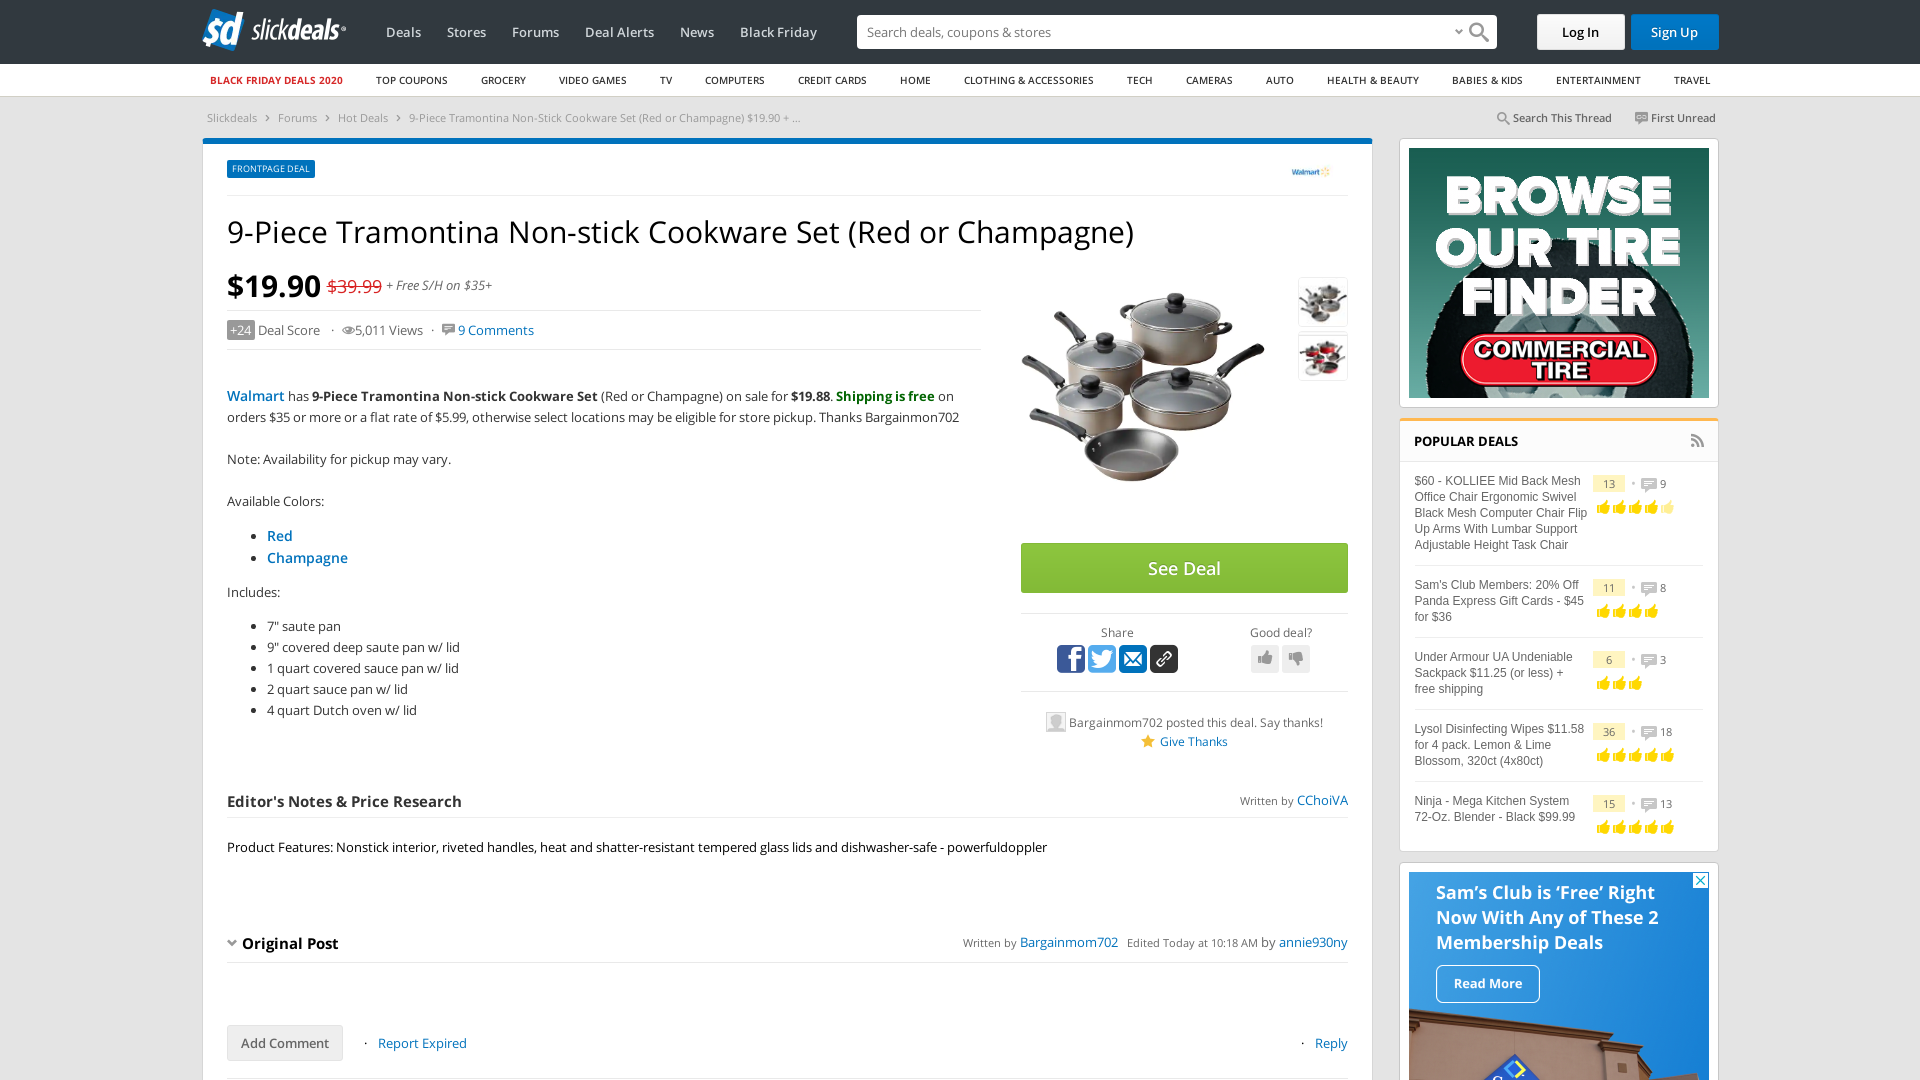 sd slickdeals
Deals
Stores
Forums
Deal Alerts
News
Black Friday
Search deals, coupons & stores
Log In
Sign Up
BLACK FRIDAY DEALS 2020
TOP COUPONS
GROCERY
VIDEO GAMES
TV
COMPUTERS
CREDIT CARDS
HOME
CLOTHING & ACCESSORIES
TECH
CAMERAS
AUTO
HEALTH & BEAUTY
BABIES & KIDS
ENTERTAINMENT
TRAVEL
Slickdeals › Forums › Hot Deals › 9-Piece Tramontina Non-Stick Cookware Set (Red or Champagne) $19.90 + ...
Search This Thread
First Unread
FRONTPAGE DEAL
Walmart
9-Piece Tramontina Non-stick Cookware Set (Red or Champagne)
$19.90 $39.99 + Free S/H on $35+
+24 Deal Score · 5,011 Views · 9 Comments
Walmart has 9-Piece Tramontina Non-stick Cookware Set (Red or Champagne) on sale for $19.88. Shipping is free on
orders $35 or more or a flat rate of $5.99, otherwise select locations may be eligible for store pickup. Thanks Bargainmon702
Note: Availability for pickup may vary.
Available Colors:
• Red
• Champagne
Includes:
• 7" saute pan
• 9" covered deep saute pan w/ lid
• 1 quart covered sauce pan w/ lid
• 2 quart sauce pan w/ lid
• 4 quart Dutch oven w/ lid
See Deal
Share
Good deal?
Bargainmom702 posted this deal. Say thanks!
Give Thanks
Editor's Notes & Price Research
Written by CChoiVA
Product Features: Nonstick interior, riveted handles, heat and shatter-resistant tempered glass lids and dishwasher-safe - powerfuldoppler
Original Post
Written by Bargainmom702 Edited Today at 10:18 AM by annie930ny
Add Comment
· Report Expired
· Reply
BROWSE
OUR TIRE
FINDER
COMMERCIAL
TIRE
POPULAR DEALS
$60 - KOLLIEE Mid Back Mesh
Office Chair Ergonomic Swivel
Black Mesh Computer Chair Flip
Up Arms With Lumbar Support
Adjustable Height Task Chair
13 • 9
Sam's Club Members: 20% Off
Panda Express Gift Cards - $45
for $36
11 • 8
Under Armour UA Undeniable
Sackpack $11.25 (or less) +
free shipping
6 • 3
Lysol Disinfecting Wipes $11.58
for 4 pack. Lemon & Lime
Blossom, 320ct (4x80ct)
36 • 18
Ninja - Mega Kitchen System
72-Oz. Blender - Black $99.99
15 • 13
Sam's Club is ‘Free’ Right
Now With Any of These 2
Membership Deals
Read More